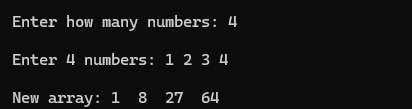 Enter how many numbers: 4
Enter 4 numbers: 1 2 3 4
New array: 1  8  27  64